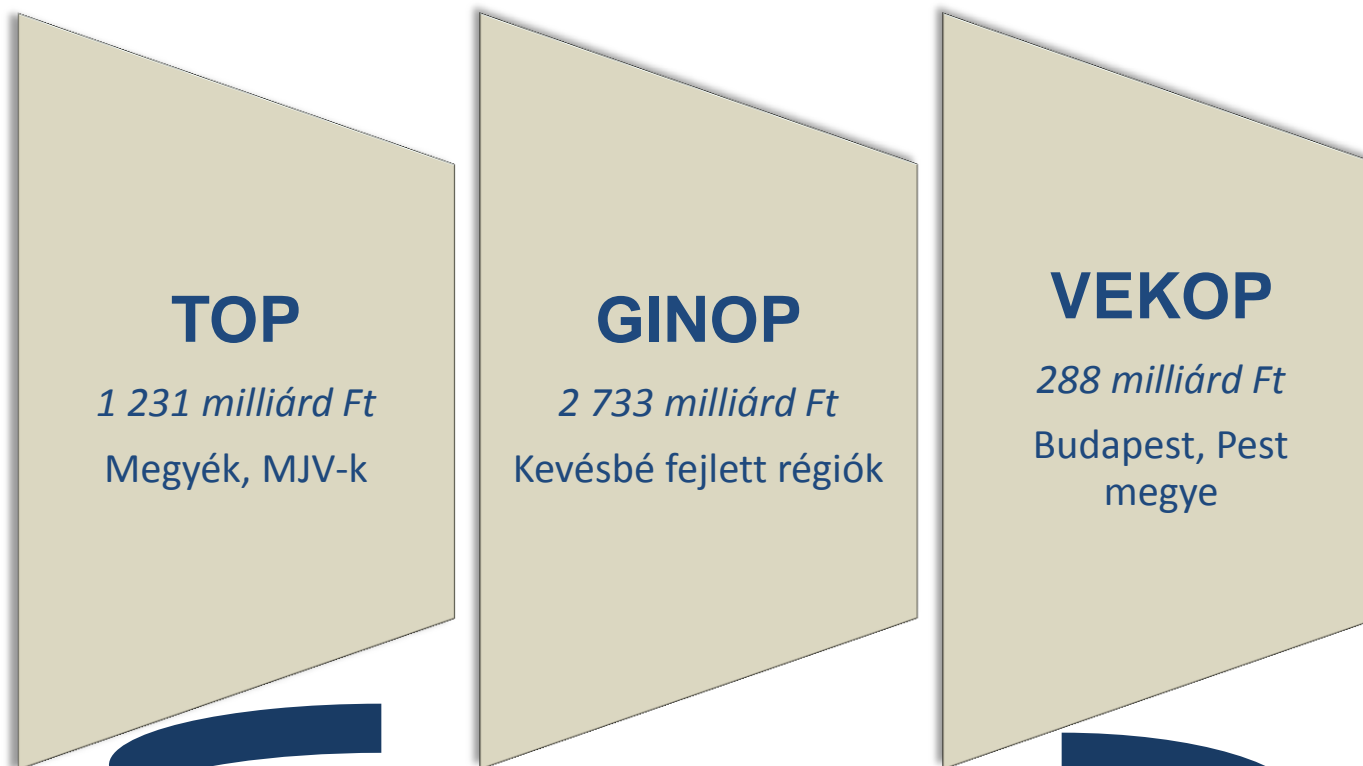 TOP
1 231 milliárd Ft
Megyék, MJV-k
GINOP
2 733 milliárd Ft
Kevésbé fejlett régiók
VEKOP
288 milliárd Ft
Budapest, Pest
megye